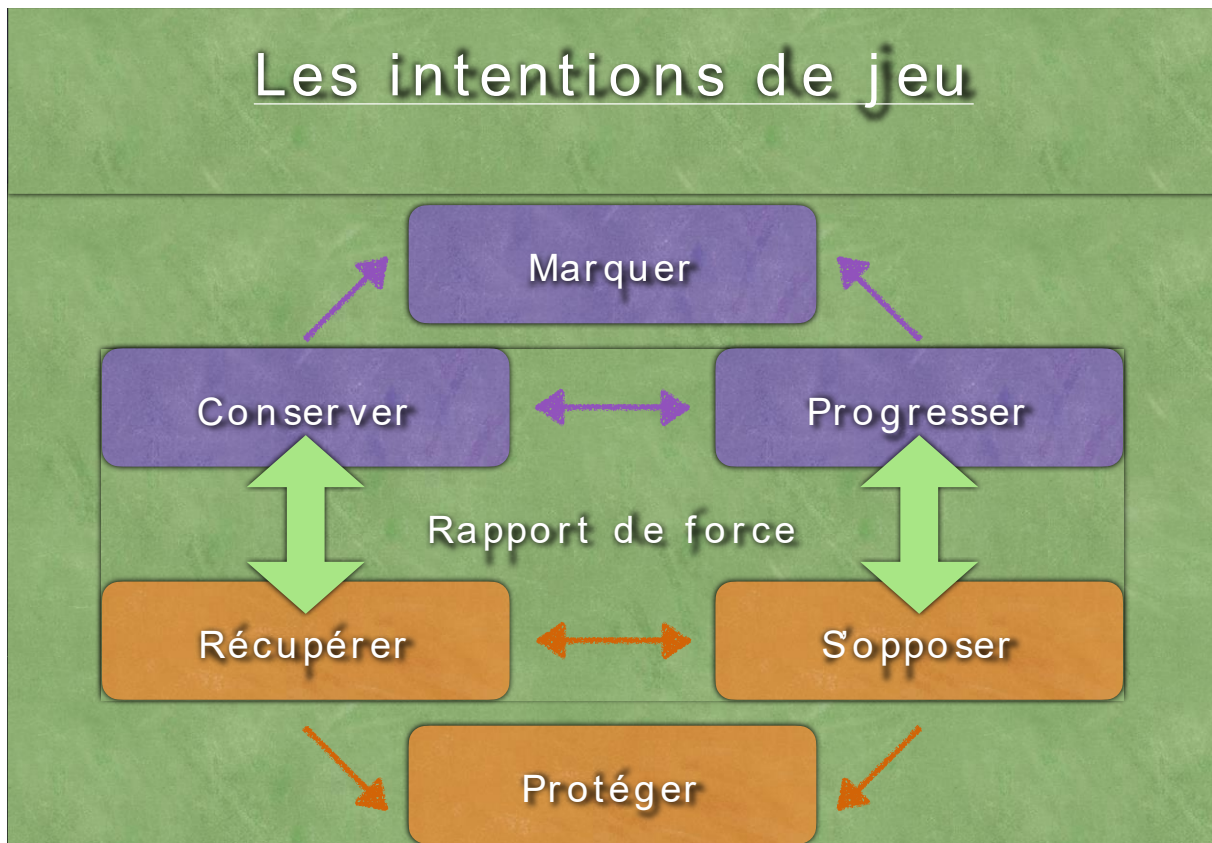 Les intentions de jeu
Marquer
Conserver
Progresser
Rapport de force
Récupérer
S'opposer
Protéger